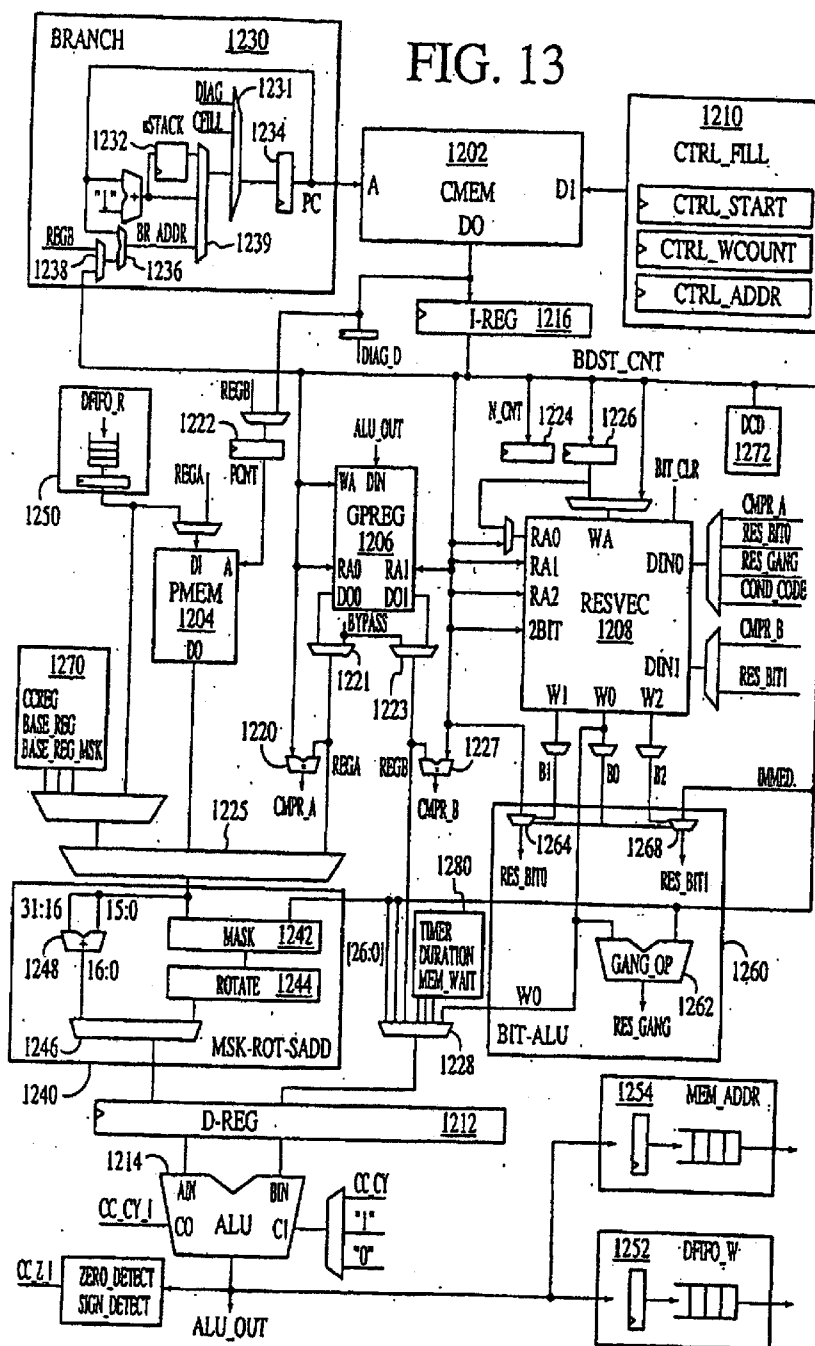 FIG. 13
BRANCH 1230
DIAG
CFILL
1231
uSTACK
1232
1234
"1"
+
PC
REGB
BR_ADDR
1238
1236
1239
1202
CMEM
A
DI
DO
1210
CTRL_FILL
CTRL_START
CTRL_WCOUNT
CTRL_ADDR
I-REG 1216
DIAG_D
BDST_CNT
DFIFO_R
1250
REGB
1222
PCNT
REGA
ALU_OUT
WA DIN
GPREG
1206
RA0 RA1
DO0 DO1
N_CNT
1224
1226
DCD
1272
BIT_CLR
DI A
PMEM
1204
DO
BYPASS
1221
1223
RA0
WA
DIN0
RA1
RA2
RESVEC
1208
2BIT
DIN1
W1 W0 W2
CMPR_A
RES_BIT0
RES_GANG
COND_CODE
CMPR_B
RES_BIT1
1270
CCREG
BASE_REG
BASE_REG_MSK
1220
REGA
CMPR_A
REGB
1227
CMPR_B
B1
B0
B2
IMMED.
1225
1264
1268
RES_BIT0
RES_BIT1
31:16
15:0
1248
+
16:0
MASK 1242
ROTATE 1244
1246
MSK-ROT-SADD
1240
[26:0]
1280
TIMER
DURATION
MEM_WAIT
1228
W0
GANG_OP
1262
RES_GANG
BIT-ALU
1260
D-REG 1212
1214
AIN BIN
CO ALU CI
CC_CY_I
CC_CY
"1"
"0"
CC_Z_I
ZERO_DETECT
SIGN_DETECT
ALU_OUT
1254
MEM_ADDR
1252
DFIFO_W